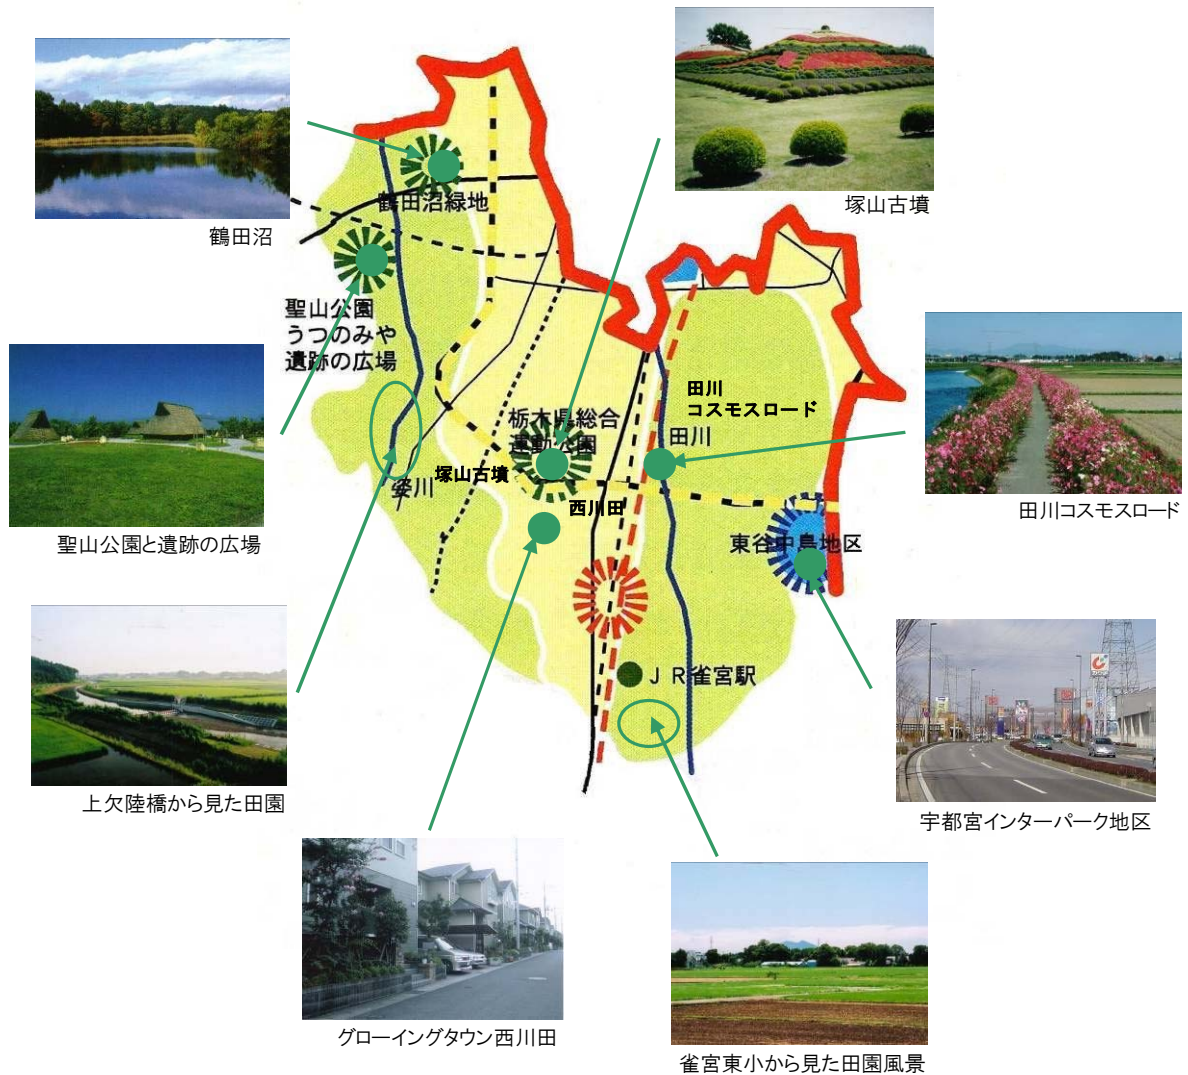 塚山古墳
鶴田沼
鶴田沼緑地
聖山公園
うつのみや
遺跡の広場
田川
コスモスロード
栃木県総合
運動公園
田川
塚山古墳
姿川
西川田
田川コスモスロード
聖山公園と遺跡の広場
東谷中島地区
JR雀宮駅
上欠陸橋から見た田園
宇都宮インターパーク地区
グローイングタウン西川田
雀宮東小から見た田園風景